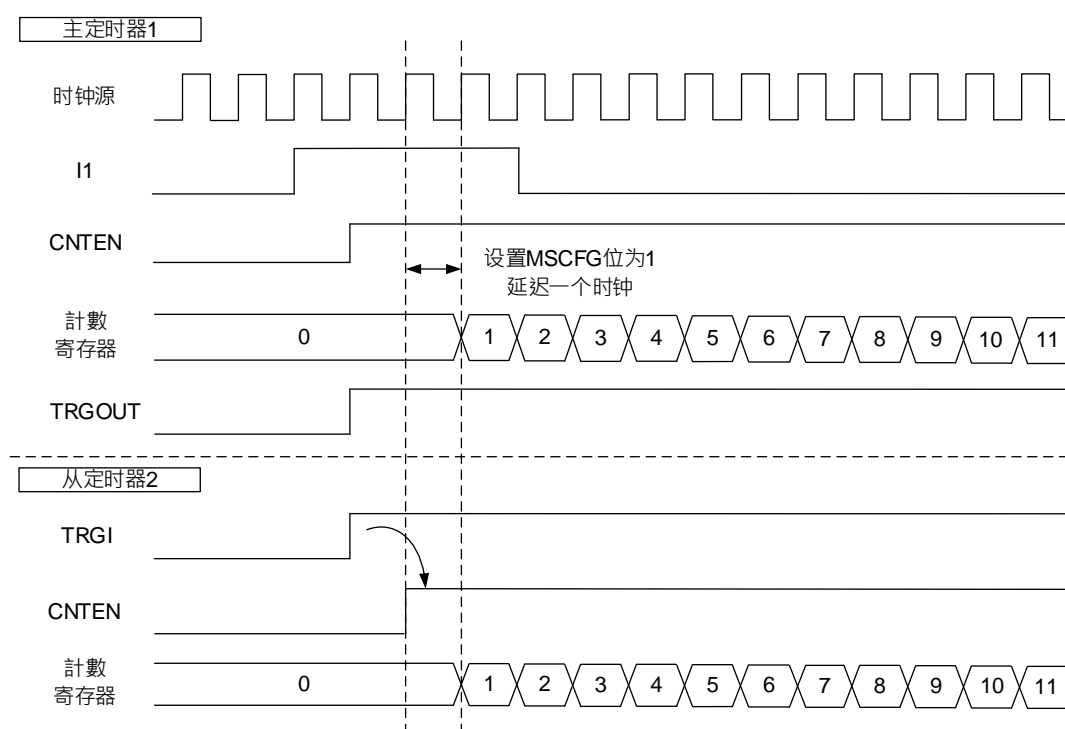 主定时器1
时钟源
I1
CNTEN
设置MSCFG位为1
延迟一个时钟
計數
寄存器
0 1 2 3 4 5 6 7 8 9 10 11
TRGOUT
从定时器2
TRGI
CNTEN
計數
寄存器
0 1 2 3 4 5 6 7 8 9 10 11